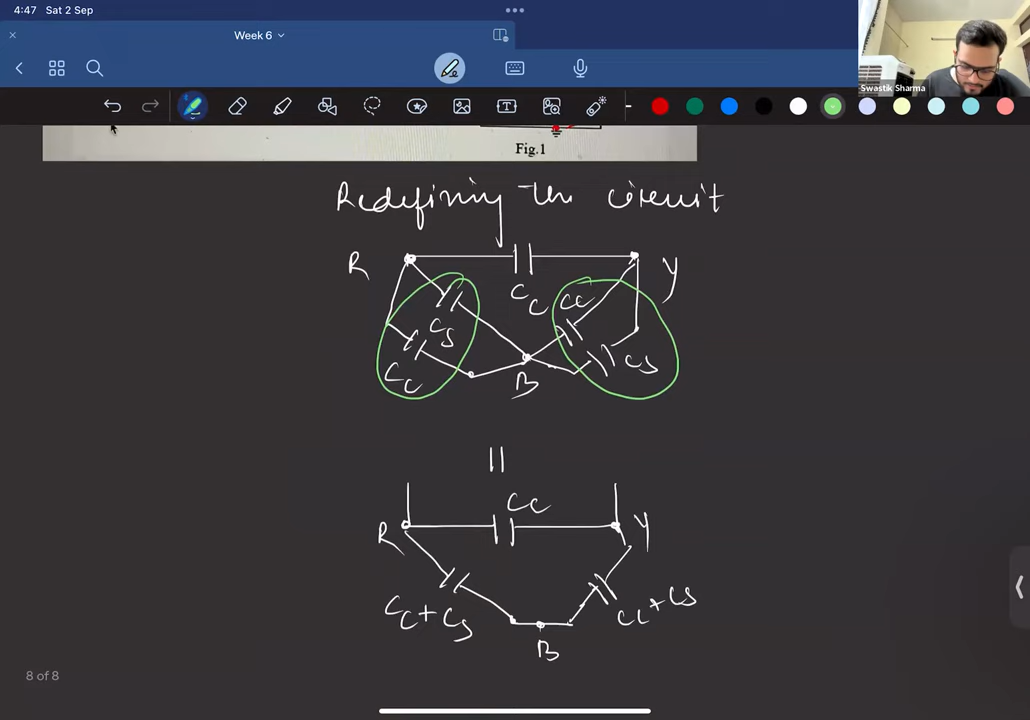 4:47 Sat 2 Sep
Week 6
Swastik Sharma
Fig.1
Redefining the circuit
R
Y
Cc
Cc
Cs
Cs
Cc
B
||
Cc
R
Y
Cc+Cs
Cc+Cs
B
8 of 8